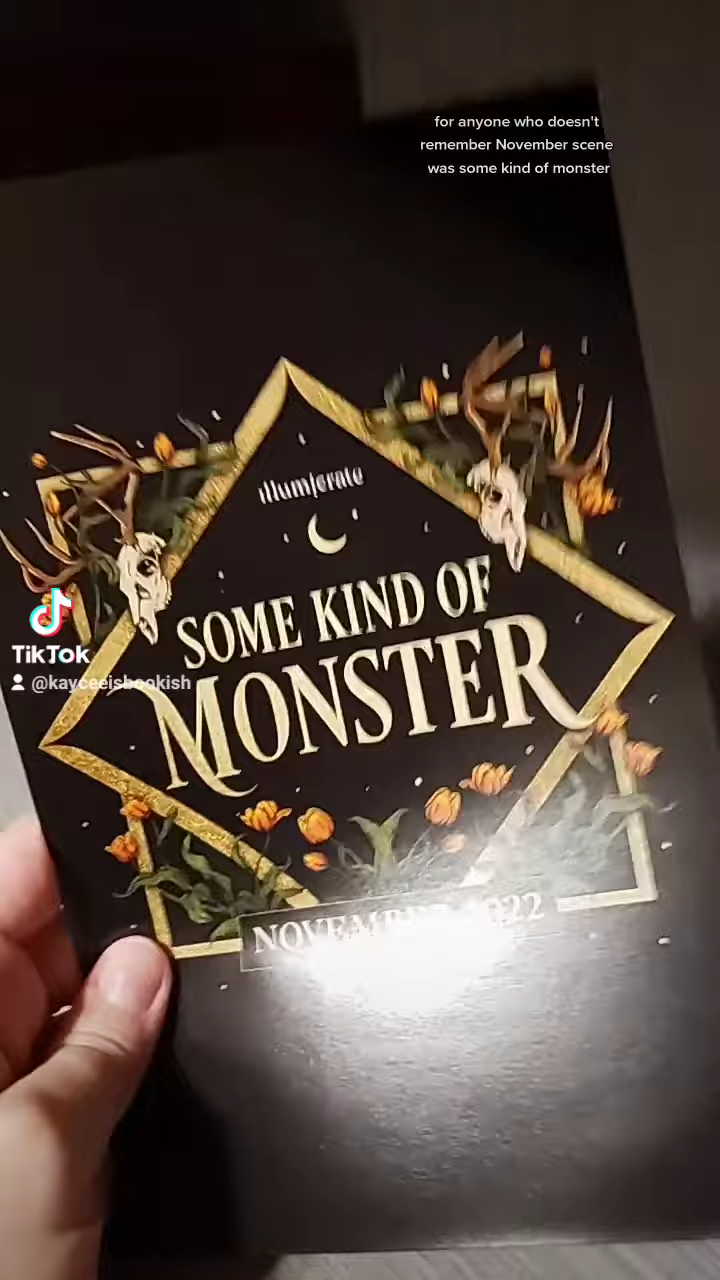 for anyone who doesn't
remember November scene
was some kind of monster
illumicrate
SOME KIND OF
MONSTER
TikTok
@kayceeisbookish
NOVEMBER 2022